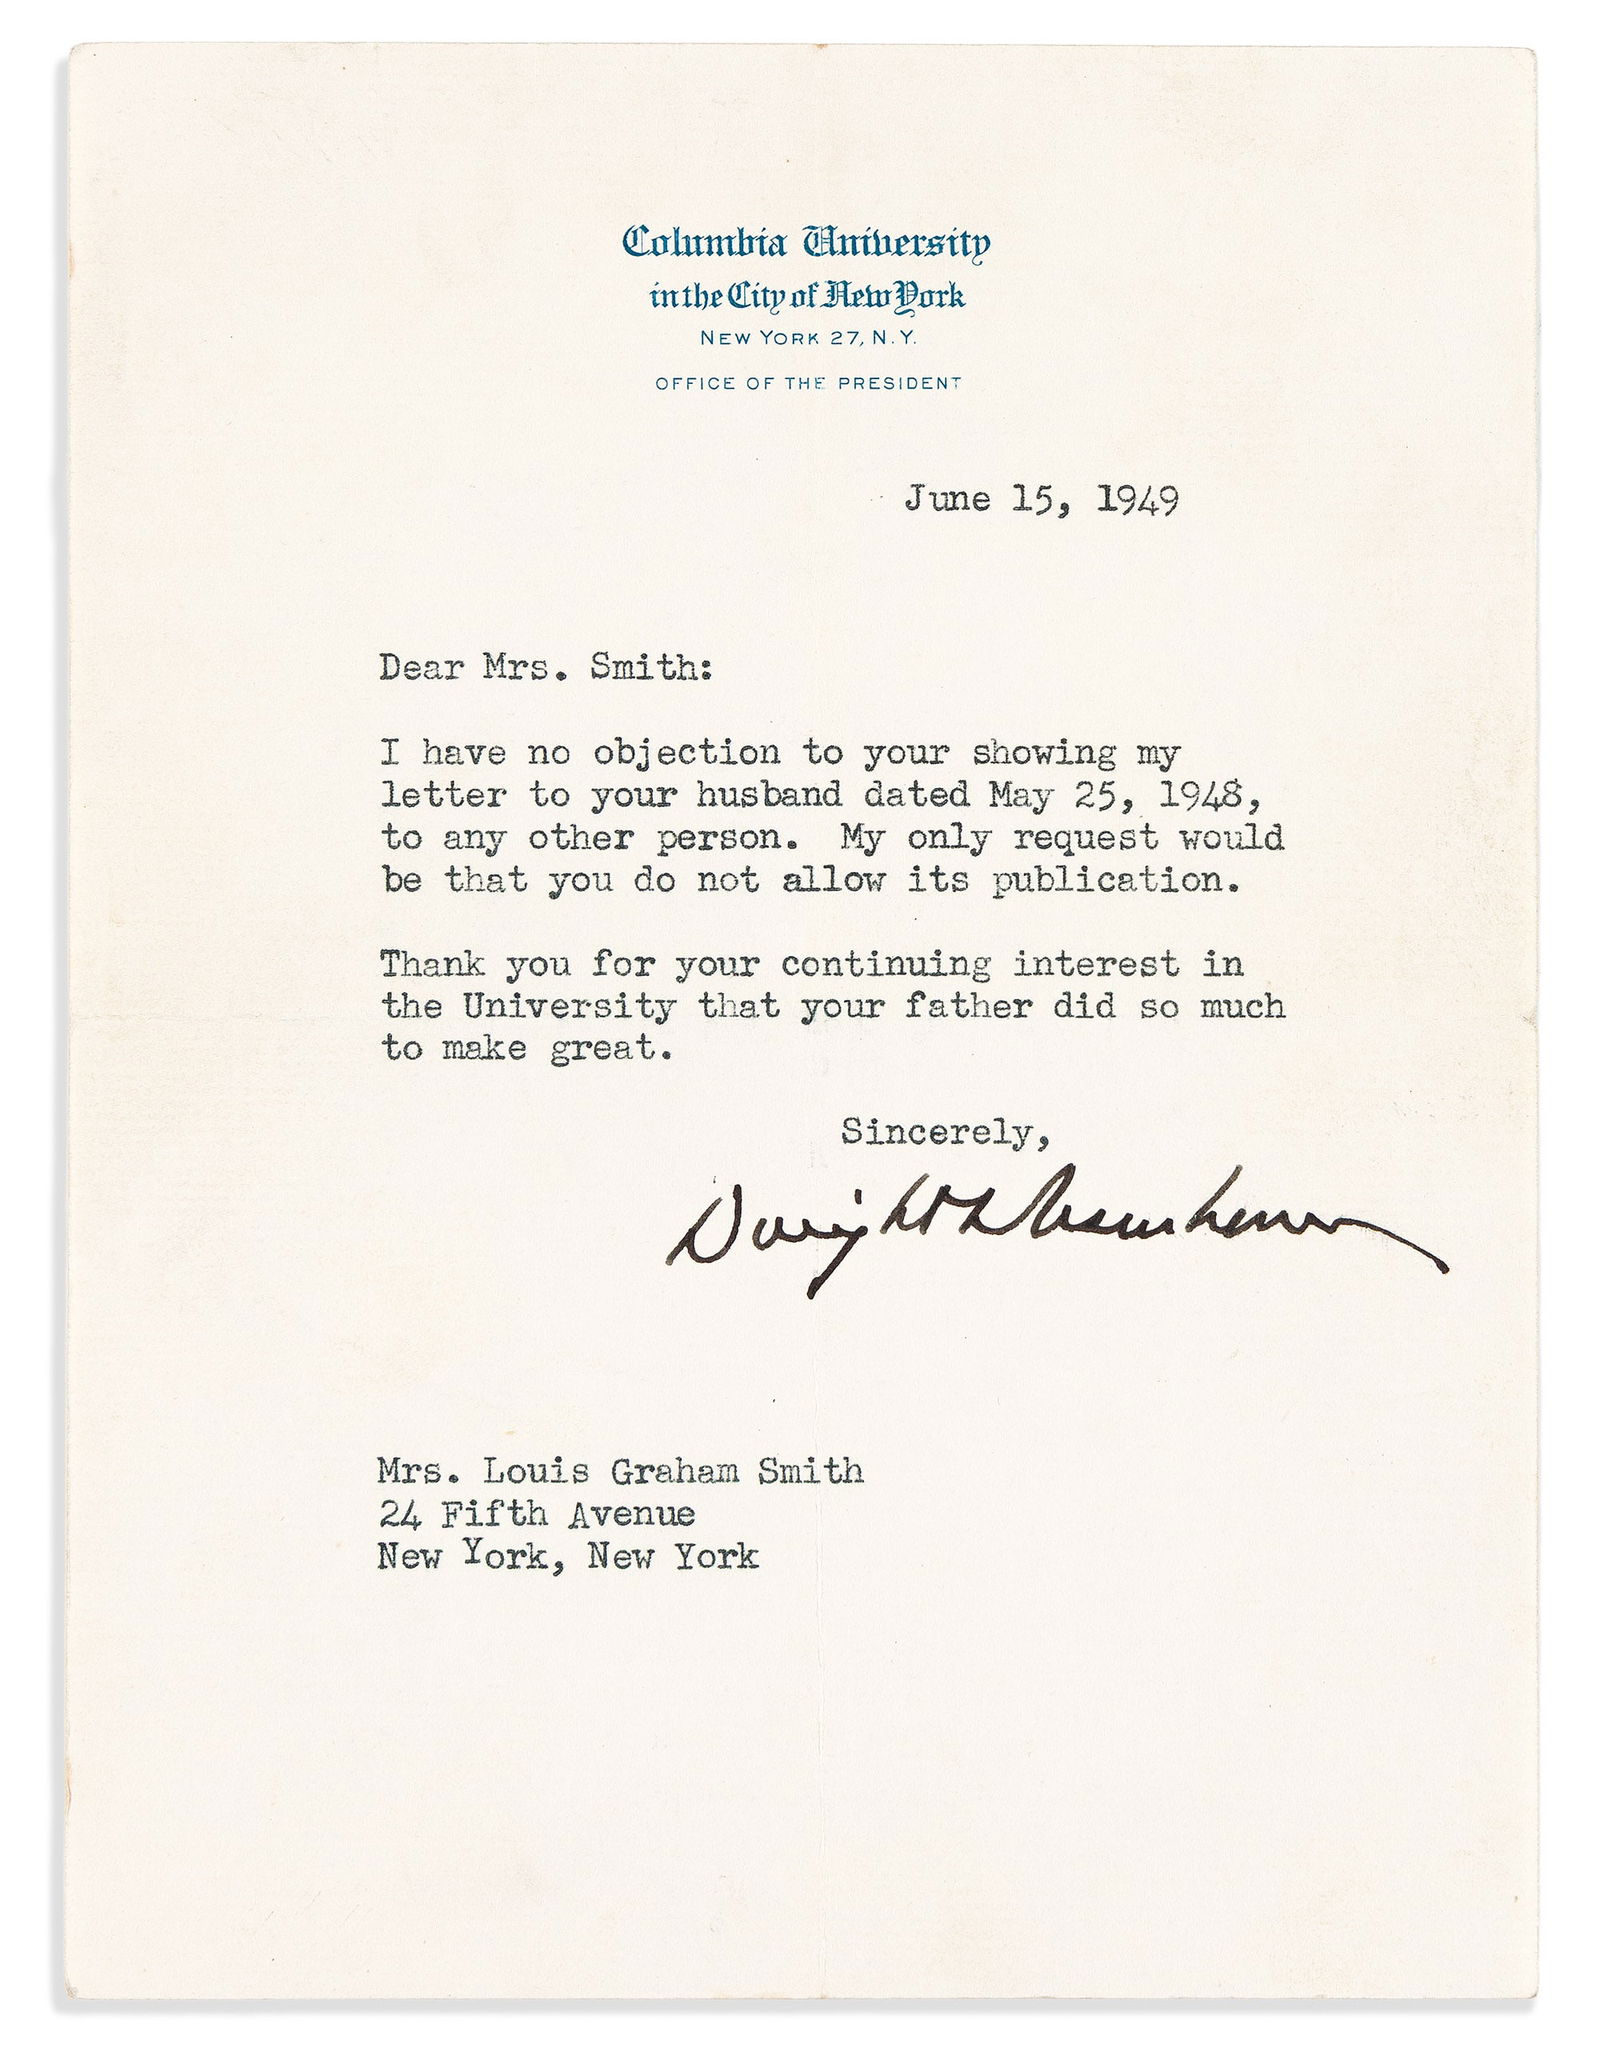 Columbia University
in the City of New York
NEW YORK 27, N.Y.
OFFICE OF THE PRESIDENT
June 15, 1949
Dear Mrs. Smith:
I have no objection to your showing my
letter to your husband dated May 25, 1948,
to any other person.  My only request would
be that you do not allow its publication.
Thank you for your continuing interest in
the University that your father did so much
to make great.
Sincerely,
Dwight D Eisenhower
Mrs. Louis Graham Smith
24 Fifth Avenue
New York, New York